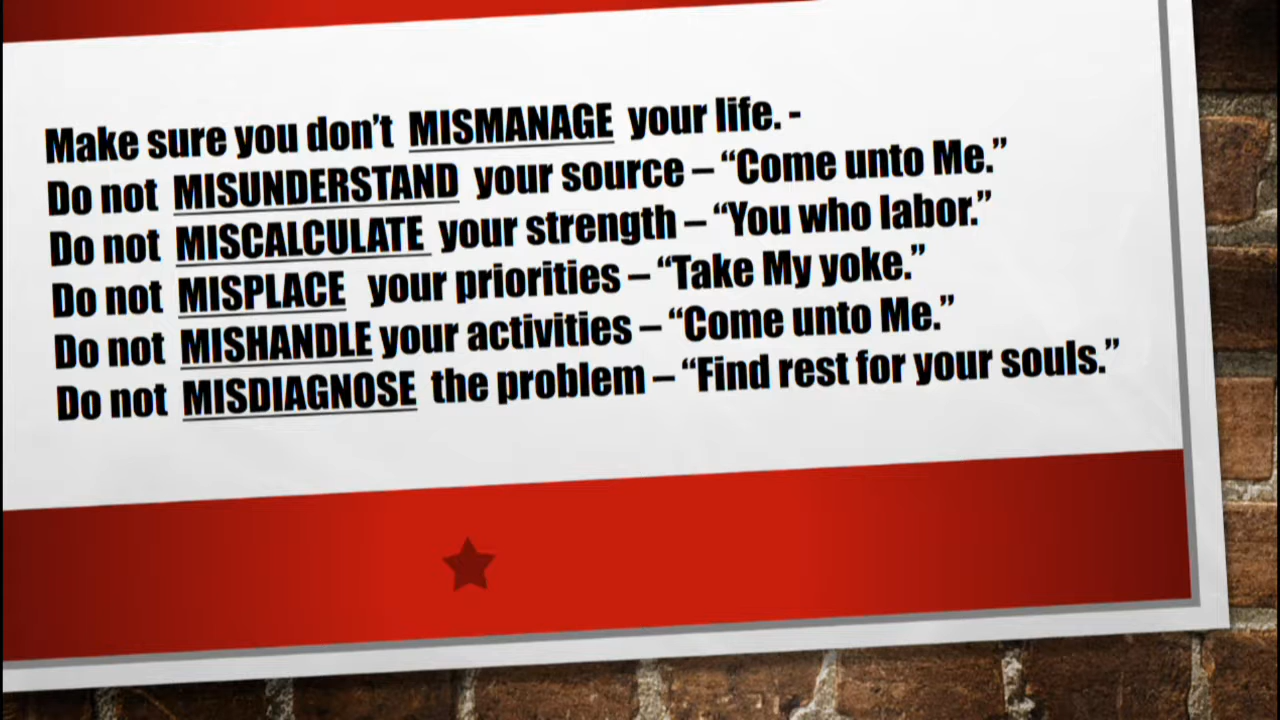 Make sure you don’t MISMANAGE your life. -
Do not MISUNDERSTAND your source – “Come unto Me.”
Do not MISCALCULATE your strength – “You who labor.”
Do not MISPLACE your priorities – “Take My yoke.”
Do not MISHANDLE your activities – “Come unto Me.”
Do not MISDIAGNOSE the problem – “Find rest for your souls.”